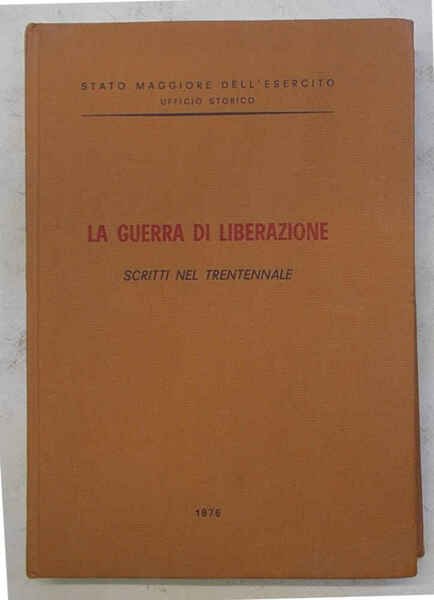 STATO MAGGIORE DELL'ESERCITO
UFFICIO STORICO
LA GUERRA DI LIBERAZIONE
SCRITTI NEL TRENTENNALE
1976